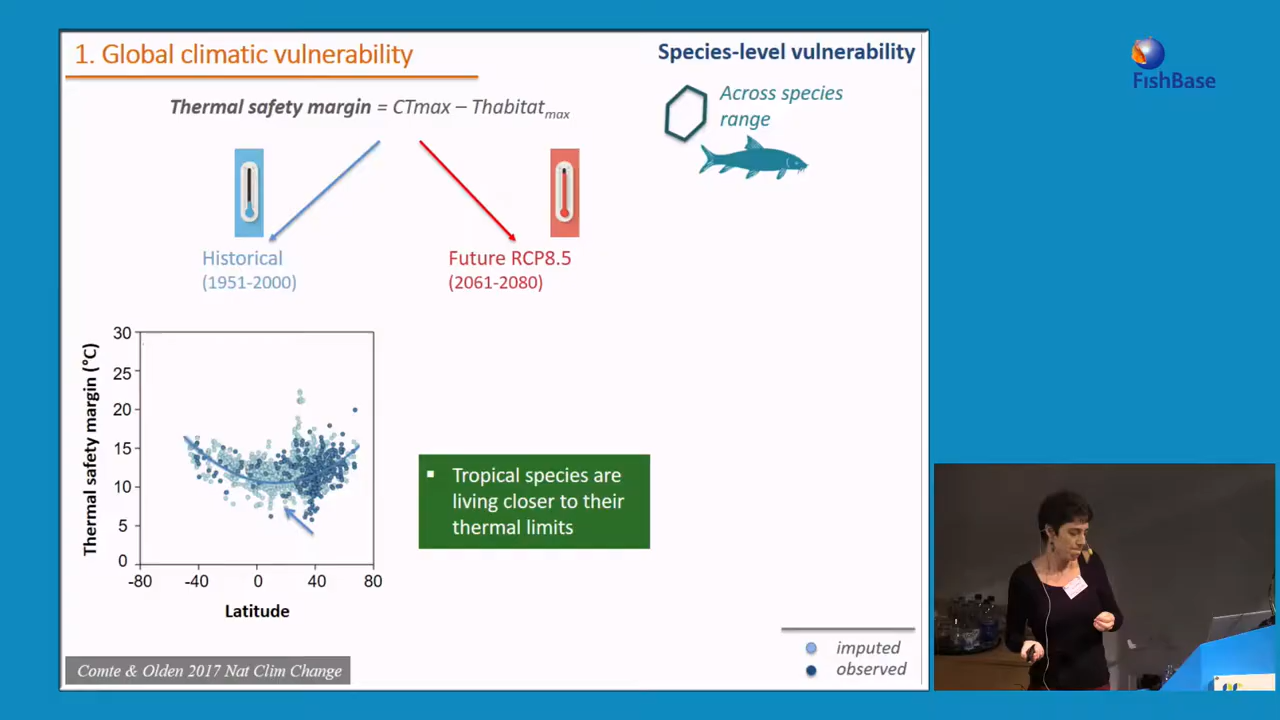 1. Global climatic vulnerability
Species-level vulnerability
FishBase
Thermal safety margin = CTmax – Thabitatmax
Across species
range
Historical
(1951-2000)
Future RCP8.5
(2061-2080)
Thermal safety margin (°C)
30
25
20
15
10
5
0
-80 -40 0 40 80
Latitude
▪ Tropical species are
living closer to their
thermal limits
imputed
observed
Comte & Olden 2017 Nat Clim Change